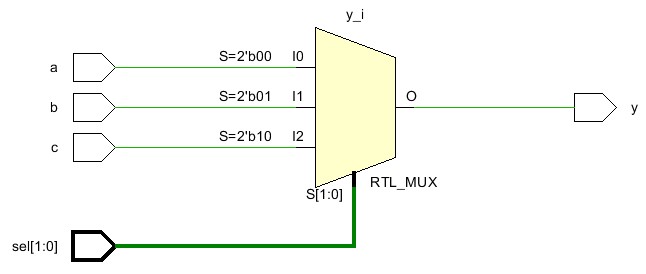 y_i
a S=2'b00 I0
b S=2'b01 I1 O y
c S=2'b10 I2
S[1:0] RTL_MUX
sel[1:0]